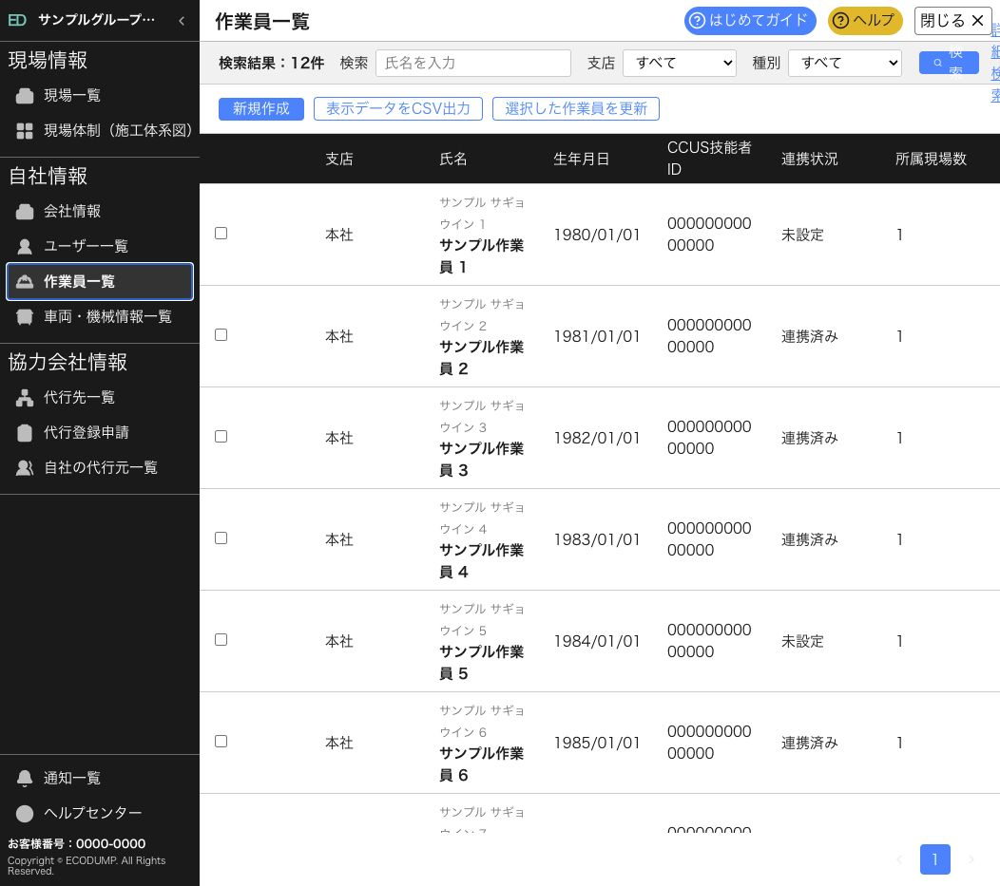 ED サンプルグループ…
現場情報
現場一覧
現場体制（施工体系図）
自社情報
会社情報
ユーザー一覧
作業員一覧
車両・機械情報一覧
協力会社情報
代行先一覧
代行登録申請
自社の代行元一覧
通知一覧
ヘルプセンター
お客様番号：0000-0000
Copyright © ECODUMP. All Rights
Reserved.
作業員一覧
はじめてガイド
ヘルプ
閉じる
検索結果：12件 検索 氏名を入力 支店 すべて 種別 すべて 検索
詳細検索
新規作成 表示データをCSV出力 選択した作業員を更新
支店 氏名 生年月日 CCUS技能者ID 連携状況 所属現場数
サンプル サギョ
ウイン 1
本社 サンプル作業 1980/01/01 000000000 未設定 1
員 1 00000
サンプル サギョ
ウイン 2
本社 サンプル作業 1981/01/01 000000000 連携済み 1
員 2 00000
サンプル サギョ
ウイン 3
本社 サンプル作業 1982/01/01 000000000 連携済み 1
員 3 00000
サンプル サギョ
ウイン 4
本社 サンプル作業 1983/01/01 000000000 連携済み 1
員 4 00000
サンプル サギョ
ウイン 5
本社 サンプル作業 1984/01/01 000000000 未設定 1
員 5 00000
サンプル サギョ
ウイン 6
本社 サンプル作業 1985/01/01 000000000 連携済み 1
員 6 00000
サンプル サギョ
1